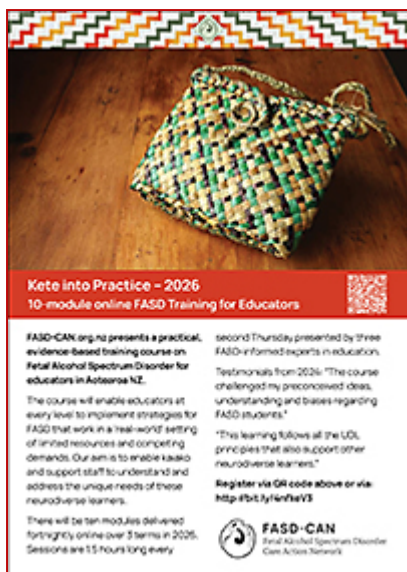 Kete into Practice – 2026
10-module online FASD Training for Educators
FASD-CAN.org.nz presents a practical,
evidence-based training course on
Fetal Alcohol Spectrum Disorder for
educators in Aotearoa NZ.
The course will enable educators at
every level to implement strategies for
FASD that work in a 'real-world' setting
of limited resources and competing
demands. Our aim is to enable kaiako
and support staff to understand and
address the unique needs of these
neurodiverse learners.
There will be ten modules delivered
fortnightly online over 3 terms in 2026.
Sessions are 1.5 hours long every
second Thursday presented by three
FASD-informed experts in education.
Testimonials from 2024: "The course
challenged my preconceived ideas,
understanding and biases regarding
FASD students."
"This learning follows all the UDL
principles that also support other
neurodiverse learners."
Register via QR code above or via:
FASD-CAN
Fetal Alcohol Spectrum Disorder
Care Action Network